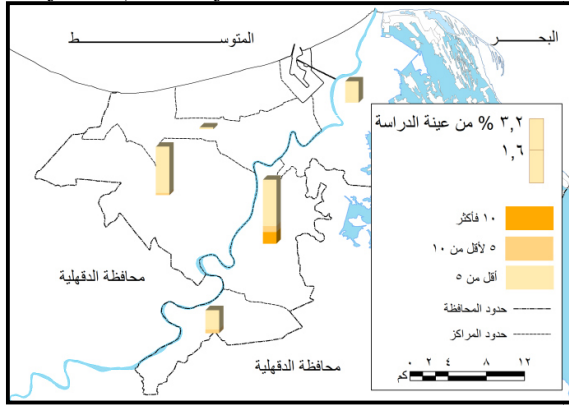 البحـــــــر
المتوســـــــــــــــــــــــــــط
٣,٢ % من عينة الدراسة
١,٦
١٠ فأكثر
٥ لأقل من ١٠
أقل من ٥
حدود المحافظة
حدود المراكز
٠ ٢ ٤ ٨ ١٢
كم
محافظة الدقهلية
محافظة الدقهلية